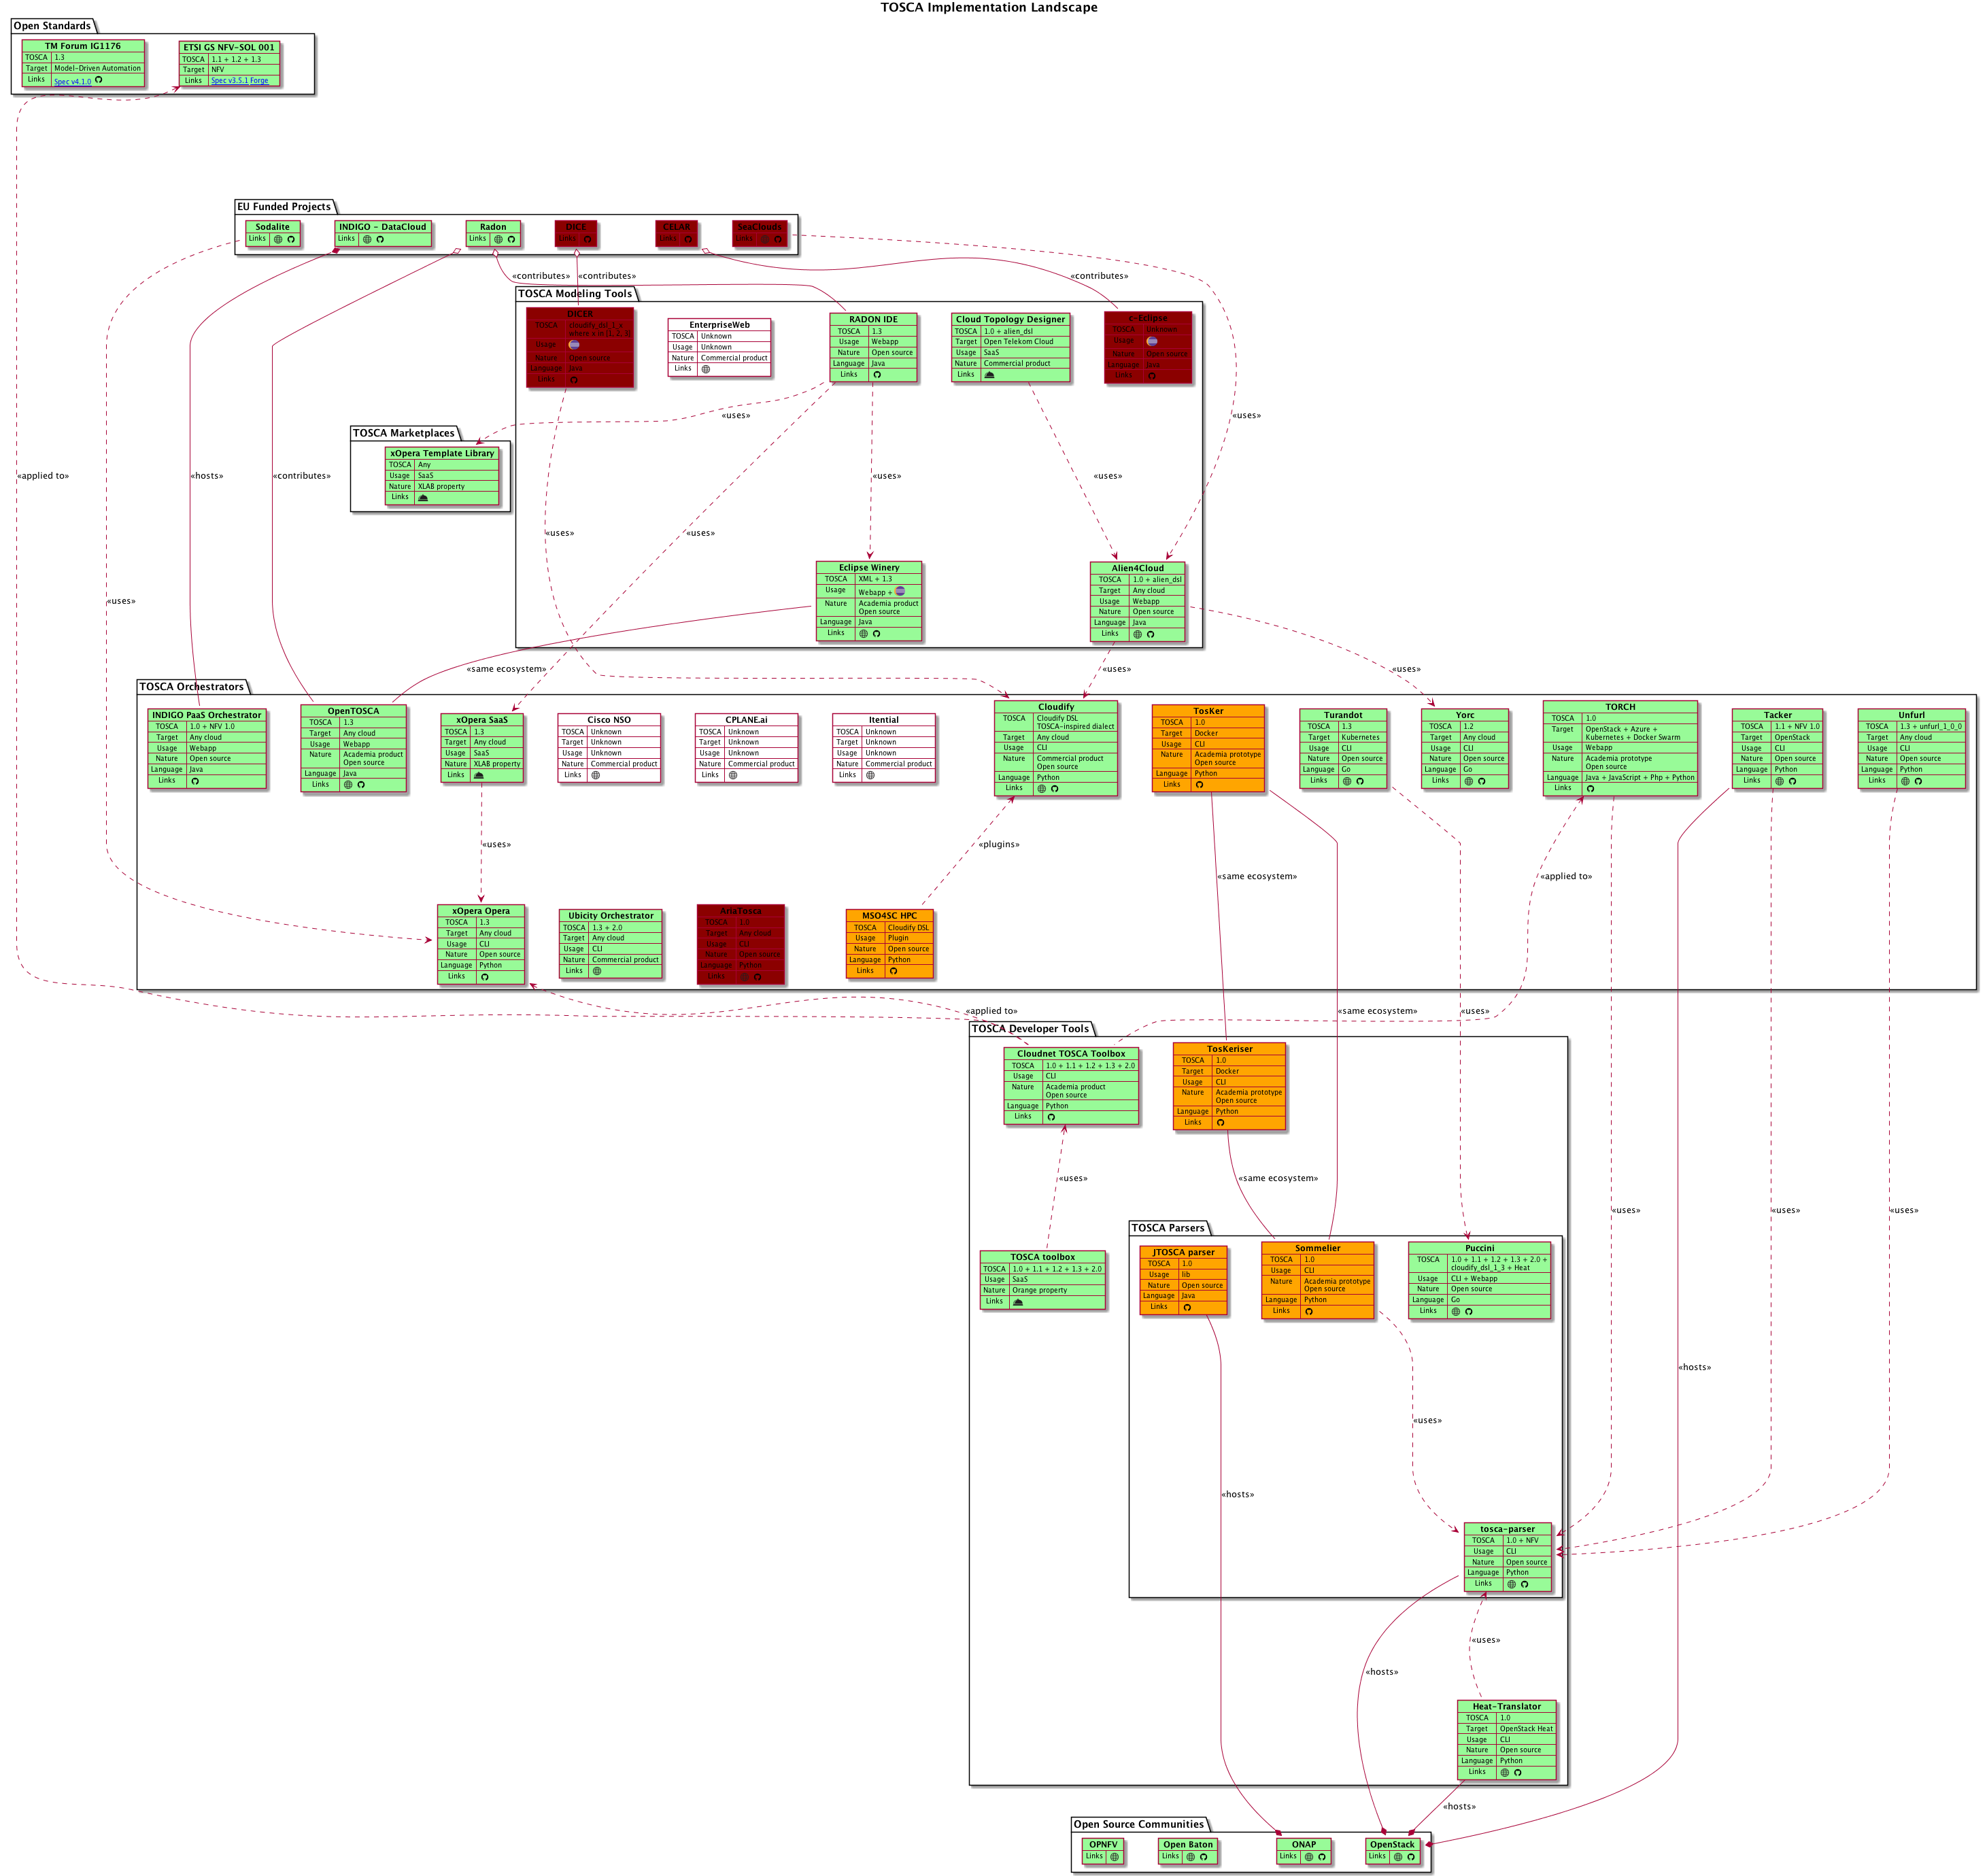 TOSCA Implementation Landscape
Open Standards
TM Forum IG1176
TOSCA 1.3
Target Model-Driven Automation
Links Spec v4.1.0
ETSI GS NFV-SOL 001
TOSCA 1.1 + 1.2 + 1.3
Target NFV
Links Spec v3.5.1 Forge
EU Funded Projects
Sodalite
Links
INDIGO - DataCloud
Links
Radon
Links
DICE
Links
CELAR
Links
SeaClouds
Links
«contributes»
«contributes»
«contributes»
TOSCA Modeling Tools
DICER
TOSCA cloudify_dsl_1_x
where x in [1, 2, 3]
Usage
Nature Open source
Language Java
Links
EnterpriseWeb
TOSCA Unknown
Usage Unknown
Nature Commercial product
Links
RADON IDE
TOSCA 1.3
Usage Webapp
Nature Open source
Language Java
Links
Cloud Topology Designer
TOSCA 1.0 + alien_dsl
Target Open Telekom Cloud
Usage SaaS
Nature Commercial product
Links
c-Eclipse
TOSCA Unknown
Usage
Nature Open source
Language Java
Links
«uses»
«uses»
TOSCA Marketplaces
xOpera Template Library
TOSCA Any
Usage SaaS
Nature XLAB property
Links
«applied to»
«hosts»
«contributes»
«uses»
«uses»
«uses»
«uses»
«uses»
Eclipse Winery
TOSCA XML + 1.3
Usage Webapp +
Nature Academia product
Open source
Language Java
Links
Alien4Cloud
TOSCA 1.0 + alien_dsl
Target Any cloud
Usage Webapp
Nature Open source
Language Java
Links
«same ecosystem»
«uses»
«uses»
TOSCA Orchestrators
INDIGO PaaS Orchestrator
TOSCA 1.0 + NFV 1.0
Target Any cloud
Usage Webapp
Nature Open source
Language Java
Links
OpenTOSCA
TOSCA 1.3
Target Any cloud
Usage Webapp
Nature Academia product
Open source
Language Java
Links
xOpera SaaS
TOSCA 1.3
Target Any cloud
Usage SaaS
Nature XLAB property
Links
Cisco NSO
TOSCA Unknown
Target Unknown
Usage Unknown
Nature Commercial product
Links
CPLANE.ai
TOSCA Unknown
Target Unknown
Usage Unknown
Nature Commercial product
Links
Itential
TOSCA Unknown
Target Unknown
Usage Unknown
Nature Commercial product
Links
Cloudify
TOSCA Cloudify DSL
TOSCA-inspired dialect
Target Any cloud
Usage CLI
Nature Commercial product
Open source
Language Python
Links
TosKer
TOSCA 1.0
Target Docker
Usage CLI
Nature Academia prototype
Open source
Language Python
Links
Turandot
TOSCA 1.3
Target Kubernetes
Usage CLI
Nature Open source
Language Go
Links
Yorc
TOSCA 1.2
Target Any cloud
Usage CLI
Nature Open source
Language Go
Links
TORCH
TOSCA 1.0
Target OpenStack + Azure +
Kubernetes + Docker Swarm
Usage Webapp
Nature Academia prototype
Open source
Language Java + JavaScript + Php + Python
Links
Tacker
TOSCA 1.1 + NFV 1.0
Target OpenStack
Usage CLI
Nature Open source
Language Python
Links
Unfurl
TOSCA 1.3 + unfurl_1_0_0
Target Any cloud
Usage CLI
Nature Open source
Language Python
Links
«uses»
«plugins»
«same ecosystem»
«applied to»
xOpera Opera
TOSCA 1.3
Target Any cloud
Usage CLI
Nature Open source
Language Python
Links
Ubicity Orchestrator
TOSCA 1.3 + 2.0
Target Any cloud
Usage CLI
Nature Commercial product
Links
AriaTosca
TOSCA 1.0
Target Any cloud
Usage CLI
Nature Open source
Language Python
Links
MSO4SC HPC
TOSCA Cloudify DSL
Usage Plugin
Nature Open source
Language Python
Links
«applied to»
«same ecosystem»
«uses»
TOSCA Developer Tools
Cloudnet TOSCA Toolbox
TOSCA 1.0 + 1.1 + 1.2 + 1.3 + 2.0
Usage CLI
Nature Academia product
Open source
Language Python
Links
TosKeriser
TOSCA 1.0
Target Docker
Usage CLI
Nature Academia prototype
Open source
Language Python
Links
«uses»
«same ecosystem»
«uses»
«uses»
«uses»
TOSCA toolbox
TOSCA 1.0 + 1.1 + 1.2 + 1.3 + 2.0
Usage SaaS
Nature Orange property
Links
TOSCA Parsers
JTOSCA parser
TOSCA 1.0
Usage lib
Nature Open source
Language Java
Links
Sommelier
TOSCA 1.0
Usage CLI
Nature Academia prototype
Open source
Language Python
Links
Puccini
TOSCA 1.0 + 1.1 + 1.2 + 1.3 + 2.0 +
cloudify_dsl_1_3 + Heat
Usage CLI + Webapp
Nature Open source
Language Go
Links
«hosts»
«uses»
«hosts»
tosca-parser
TOSCA 1.0 + NFV
Usage CLI
Nature Open source
Language Python
Links
«uses»
«hosts»
Heat-Translator
TOSCA 1.0
Target OpenStack Heat
Usage CLI
Nature Open source
Language Python
Links
«hosts»
Open Source Communities
OPNFV
Links
Open Baton
Links
ONAP
Links
OpenStack
Links